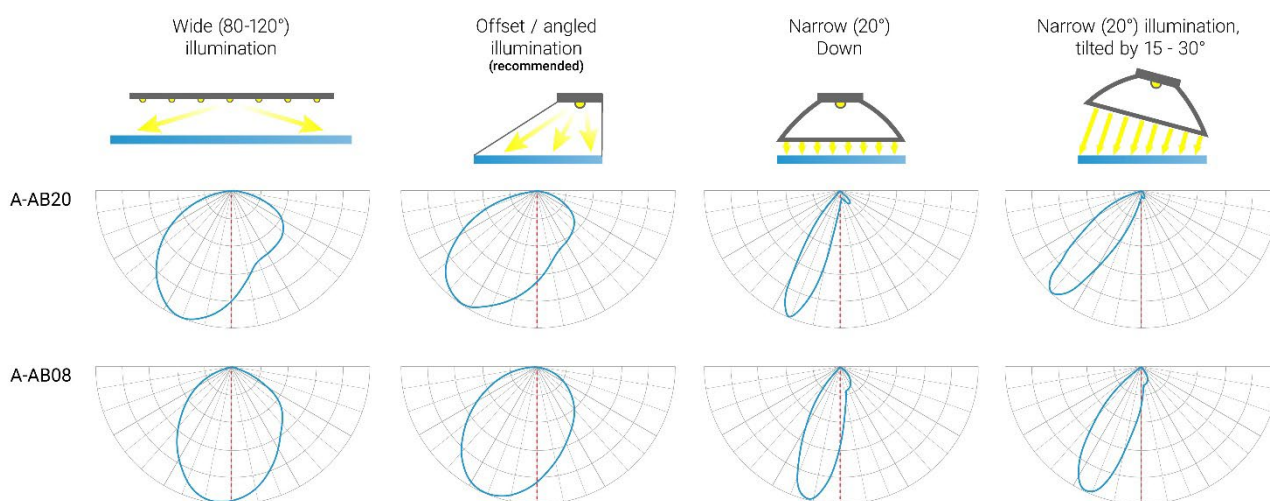 Wide (80-120°)
illumination
Offset / angled
illumination
(recommended)
Narrow (20°)
Down
Narrow (20°) illumination,
tilted by 15 - 30°
A-AB20
A-AB08